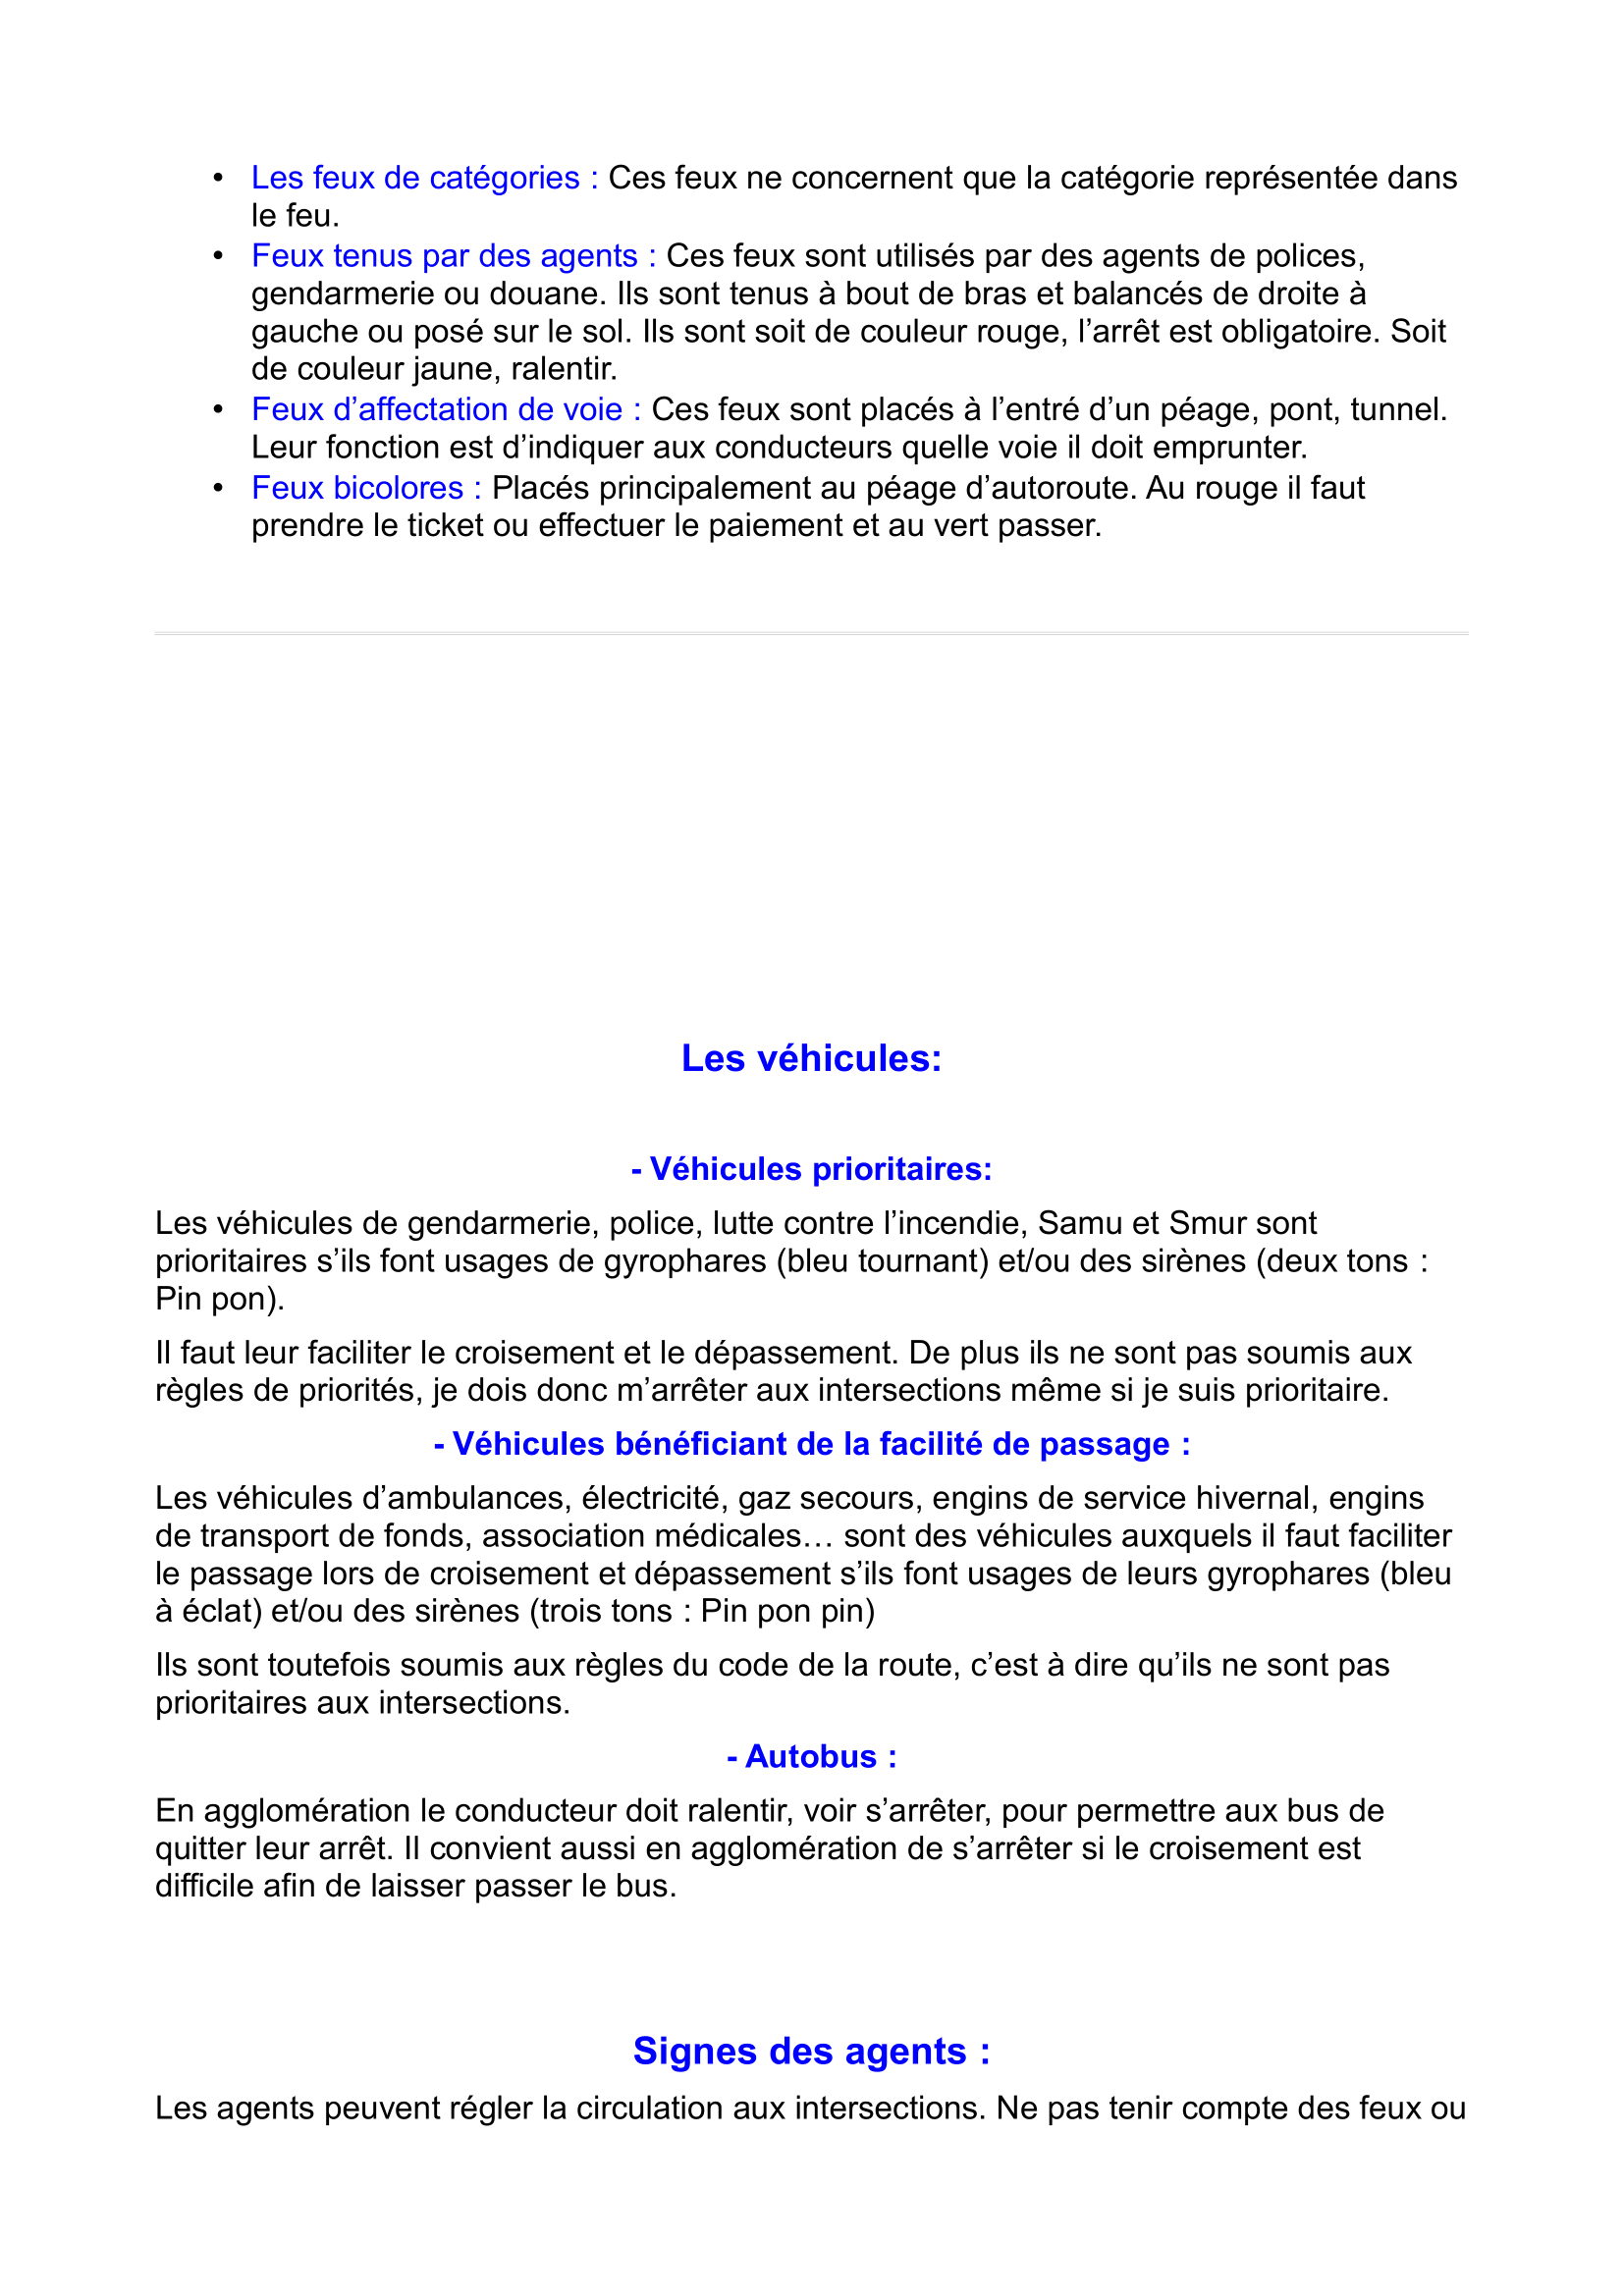 • Les feux de catégories : Ces feux ne concernent que la catégorie représentée dans
le feu.
• Feux tenus par des agents : Ces feux sont utilisés par des agents de polices,
gendarmerie ou douane. Ils sont tenus à bout de bras et balancés de droite à
gauche ou posé sur le sol. Ils sont soit de couleur rouge, l’arrêt est obligatoire. Soit
de couleur jaune, ralentir.
• Feux d’affectation de voie : Ces feux sont placés à l’entré d’un péage, pont, tunnel.
Leur fonction est d’indiquer aux conducteurs quelle voie il doit emprunter.
• Feux bicolores : Placés principalement au péage d’autoroute. Au rouge il faut
prendre le ticket ou effectuer le paiement et au vert passer.
Les véhicules:
- Véhicules prioritaires:
Les véhicules de gendarmerie, police, lutte contre l’incendie, Samu et Smur sont
prioritaires s’ils font usages de gyrophares (bleu tournant) et/ou des sirènes (deux tons :
Pin pon).
Il faut leur faciliter le croisement et le dépassement. De plus ils ne sont pas soumis aux
règles de priorités, je dois donc m’arrêter aux intersections même si je suis prioritaire.
- Véhicules bénéficiant de la facilité de passage :
Les véhicules d’ambulances, électricité, gaz secours, engins de service hivernal, engins
de transport de fonds, association médicales… sont des véhicules auxquels il faut faciliter
le passage lors de croisement et dépassement s’ils font usages de leurs gyrophares (bleu
à éclat) et/ou des sirènes (trois tons : Pin pon pin)
Ils sont toutefois soumis aux règles du code de la route, c’est à dire qu’ils ne sont pas
prioritaires aux intersections.
- Autobus :
En agglomération le conducteur doit ralentir, voir s’arrêter, pour permettre aux bus de
quitter leur arrêt. Il convient aussi en agglomération de s’arrêter si le croisement est
difficile afin de laisser passer le bus.
Signes des agents :
Les agents peuvent régler la circulation aux intersections. Ne pas tenir compte des feux ou